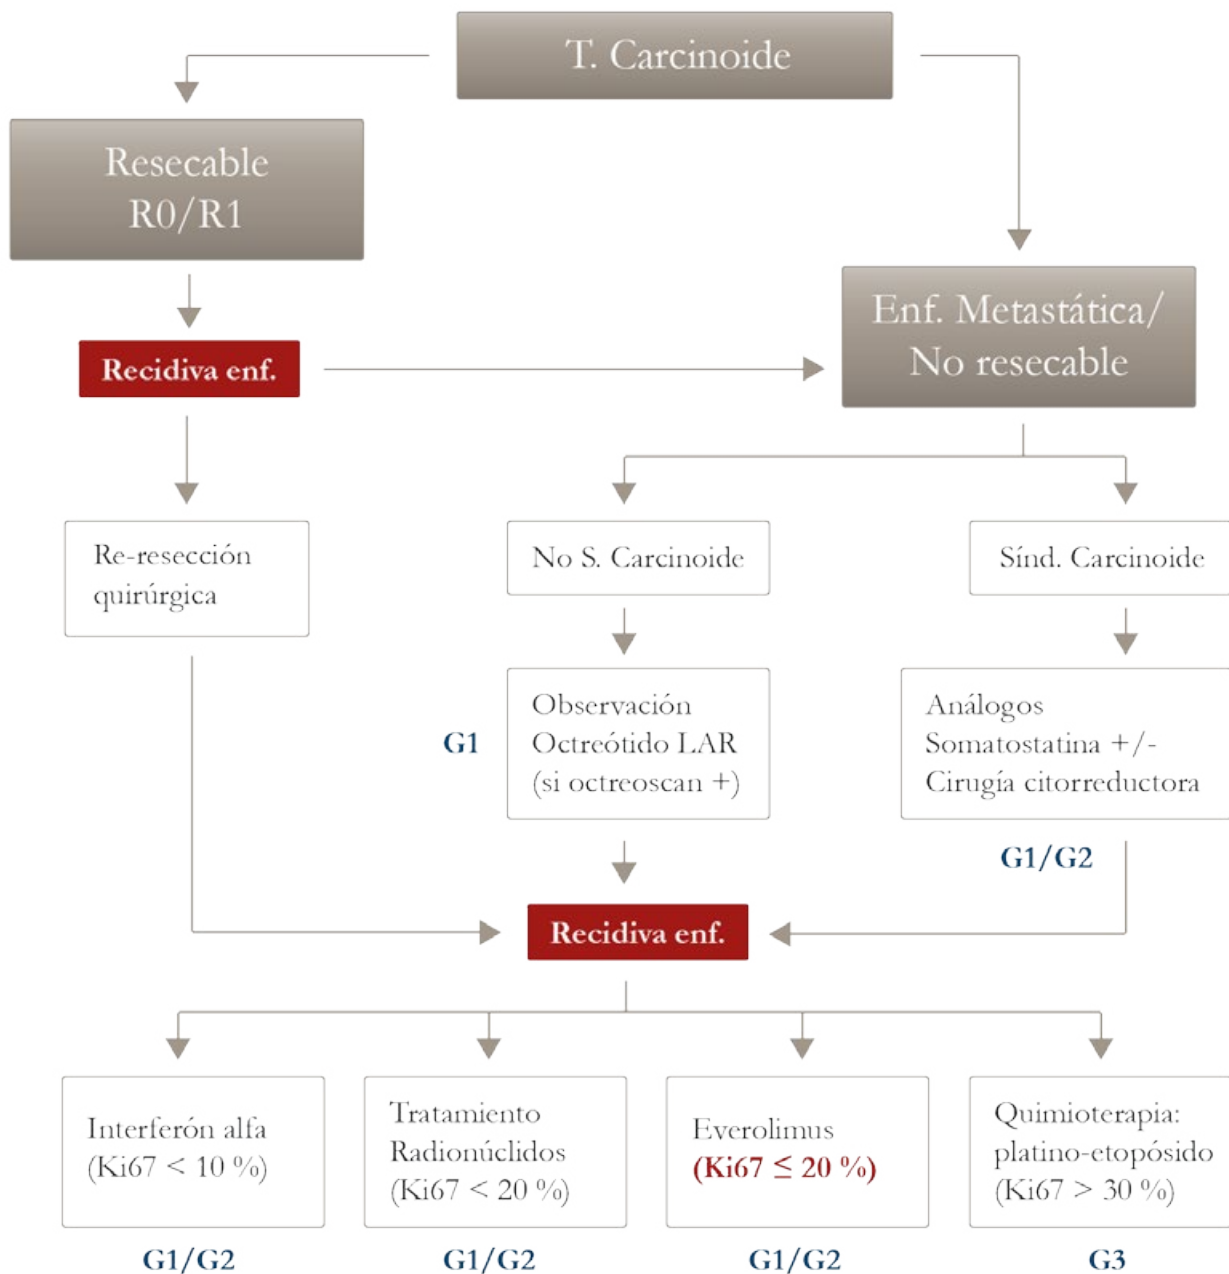 T. Carcinoide
Resecable
R0/R1
Enf. Metastática/
No resecable
Recidiva enf.
Re-resección
quirúrgica
No S. Carcinoide
Sínd. Carcinoide
G1
Observación
Octreótido LAR
(si octreoscan +)
Análogos
Somatostatina +/-
Cirugía citorreductora
G1/G2
Recidiva enf.
Interferón alfa
(Ki67 < 10 %)
Tratamiento
Radionúclidos
(Ki67 < 20 %)
Everolimus
(Ki67 ≤ 20 %)
Quimioterapia:
platino-etopósido
(Ki67 > 30 %)
G1/G2
G1/G2
G1/G2
G3